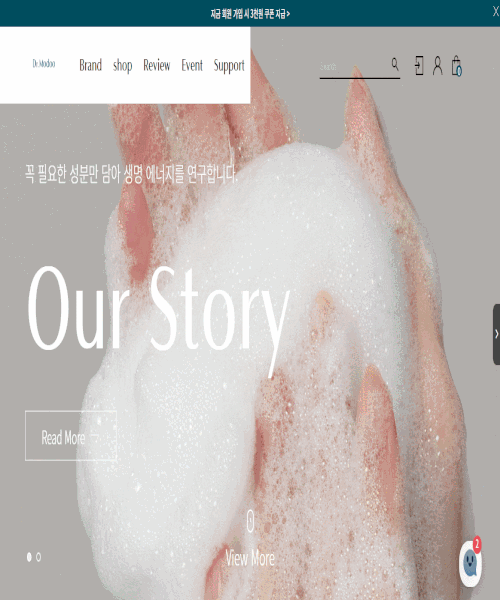 지금 회원 가입 시 3천원 쿠폰 지급 >
X
Dr.Modoo
Brand shop Review Event Support
꼭 필요한 성분만 담아 생명 에너지를 연구합니다.
Our Story
Read More
View More
2